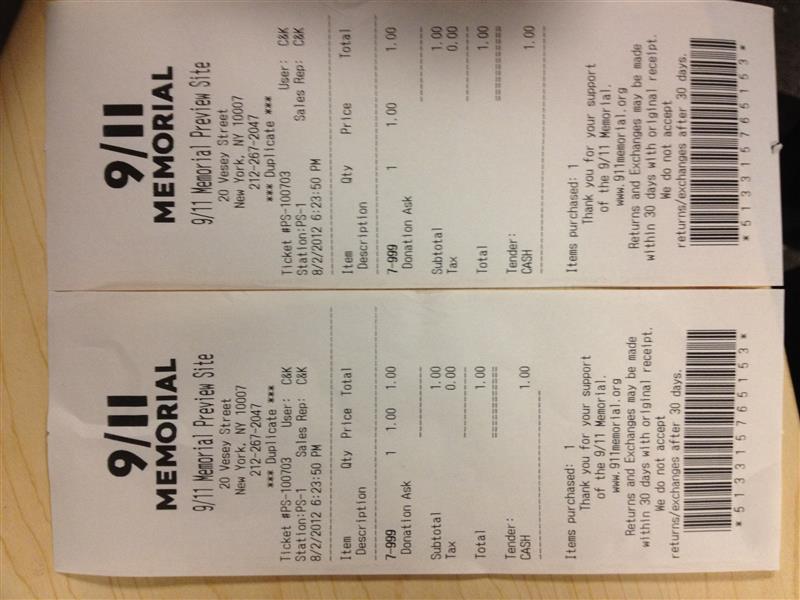 9/11
MEMORIAL
9/11 Memorial Preview Site
20 Vesey Street
New York, NY 10007
212-267-2047
*** Duplicate ***
Ticket #PS-100703 User: C&K
Station:PS-1 Sales Rep: C&K
8/2/2012 6:23:50 PM
Item Qty Price Total
Description
7-999 1 1.00 1.00
Donation Ask
Subtotal 1.00
Tax 0.00
Total 1.00
Tender:
CASH 1.00
Items purchased: 1
Thank you for your support
of the 9/11 Memorial.
www.911memorial.org
Returns and Exchanges may be made
within 30 days with original receipt.
We do not accept
returns/exchanges after 30 days.
*513315765153*
9/11
MEMORIAL
9/11 Memorial Preview Site
20 Vesey Street
New York, NY 10007
212-267-2047
*** Duplicate ***
Ticket #PS-100703 User: C&K
Station:PS-1 Sales Rep: C&K
8/2/2012 6:23:50 PM
Item Qty Price Total
Description
7-999 1 1.00 1.00
Donation Ask
Subtotal 1.00
Tax 0.00
Total 1.00
Tender:
CASH 1.00
Items purchased: 1
Thank you for your support
of the 9/11 Memorial.
www.911memorial.org
Returns and Exchanges may be made
within 30 days with original receipt.
We do not accept
returns/exchanges after 30 days.
*513315765153*